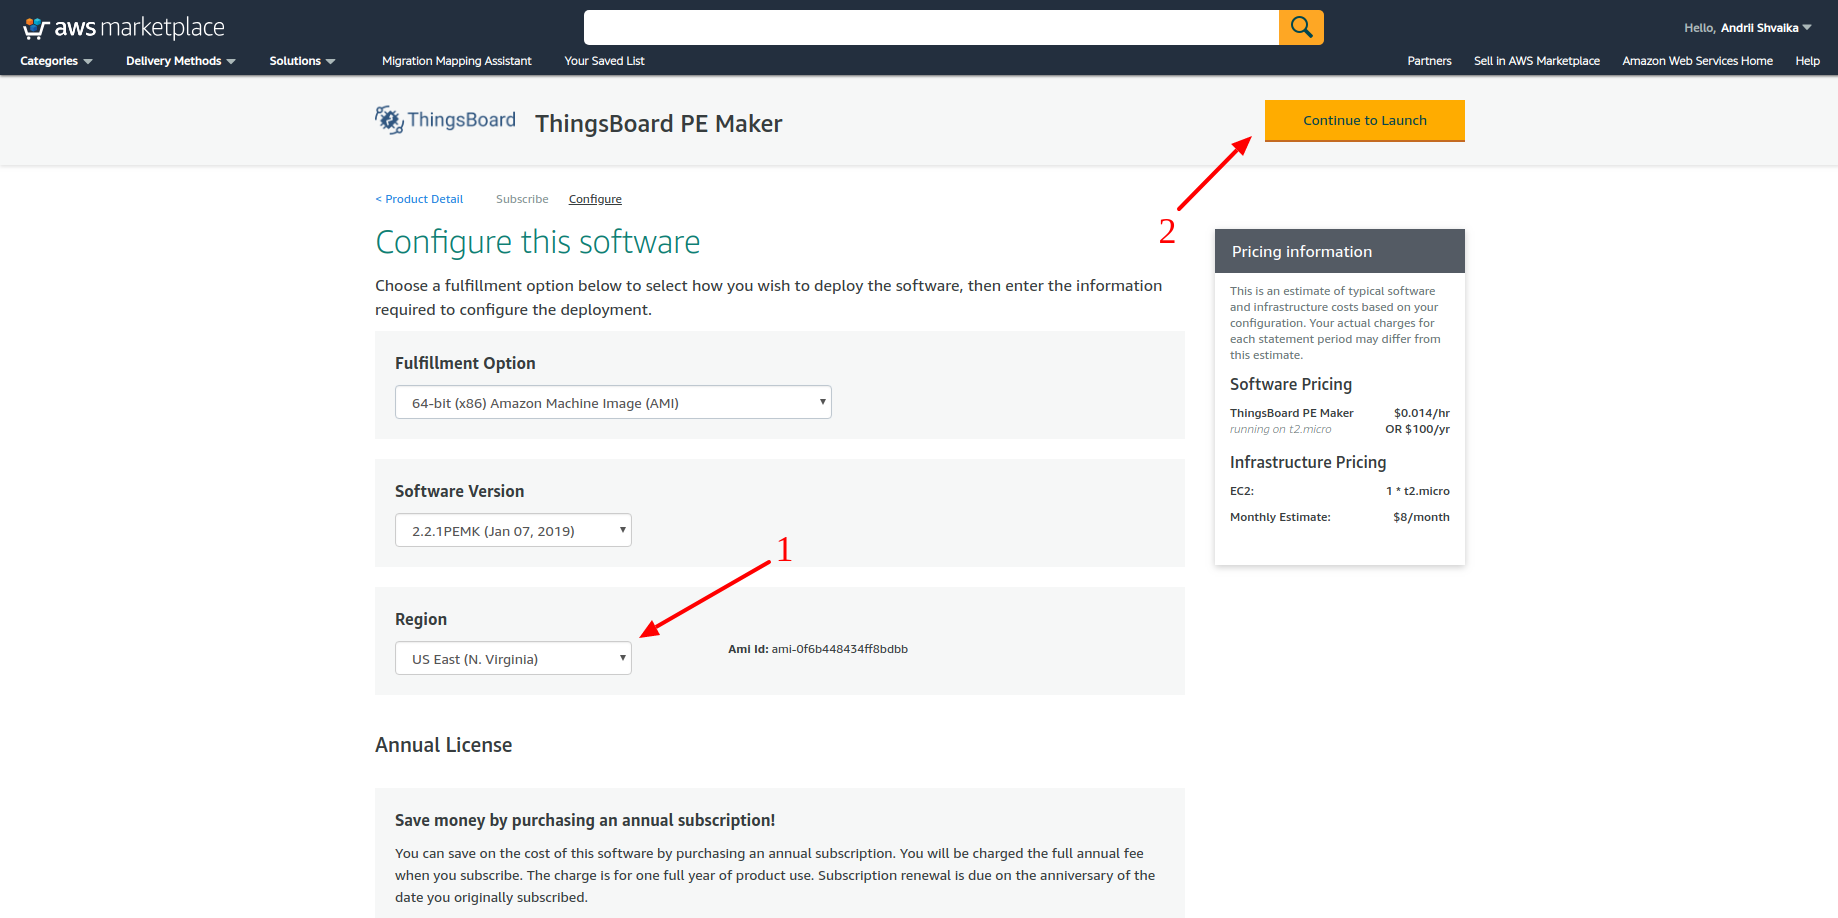 aws marketplace
Hello, Andrii Shvaika
Categories Delivery Methods Solutions Migration Mapping Assistant Your Saved List Partners Sell in AWS Marketplace Amazon Web Services Home Help
ThingsBoard ThingsBoard PE Maker
Continue to Launch
2
< Product Detail Subscribe Configure
Configure this software
Choose a fulfillment option below to select how you wish to deploy the software, then enter the information
required to configure the deployment.
Fulfillment Option
64-bit (x86) Amazon Machine Image (AMI)
Software Version
2.2.1PEMK (Jan 07, 2019)
1
Region
US East (N. Virginia)
Ami Id: ami-0f6b448434ff8bdbb
Pricing information
This is an estimate of typical software
and infrastructure costs based on your
configuration. Your actual charges for
each statement period may differ from
this estimate.
Software Pricing
ThingsBoard PE Maker $0.014/hr
running on t2.micro OR $100/yr
Infrastructure Pricing
EC2: 1 * t2.micro
Monthly Estimate: $8/month
Annual License
Save money by purchasing an annual subscription!
You can save on the cost of this software by purchasing an annual subscription. You will be charged the full annual fee
when you subscribe. The charge is for one full year of product use. Subscription renewal is due on the anniversary of the
date you originally subscribed.